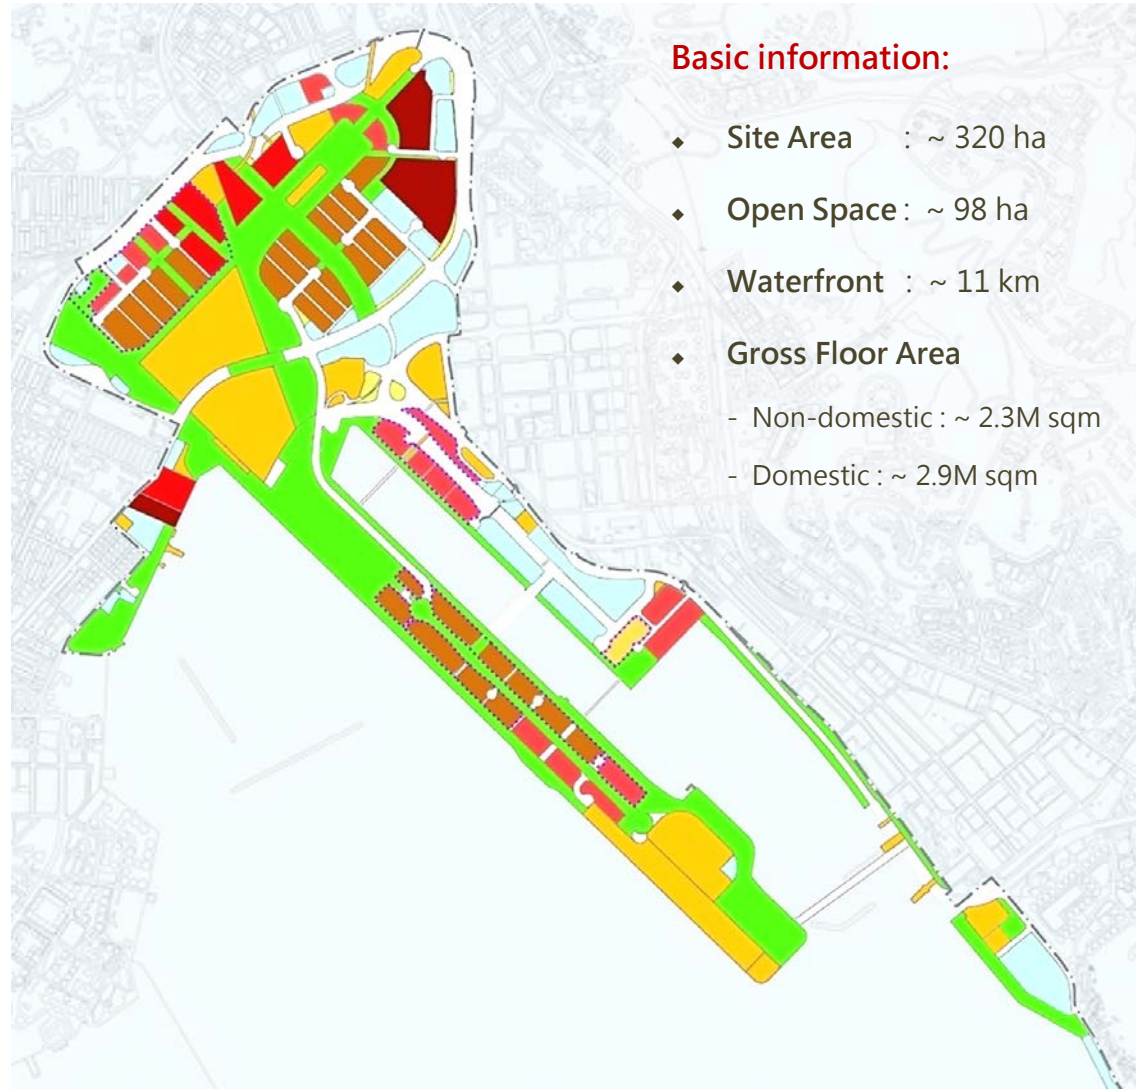 Basic information:
◆ Site Area : ~ 320 ha
◆ Open Space : ~ 98 ha
◆ Waterfront : ~ 11 km
◆ Gross Floor Area
- Non-domestic : ~ 2.3M sqm
- Domestic : ~ 2.9M sqm